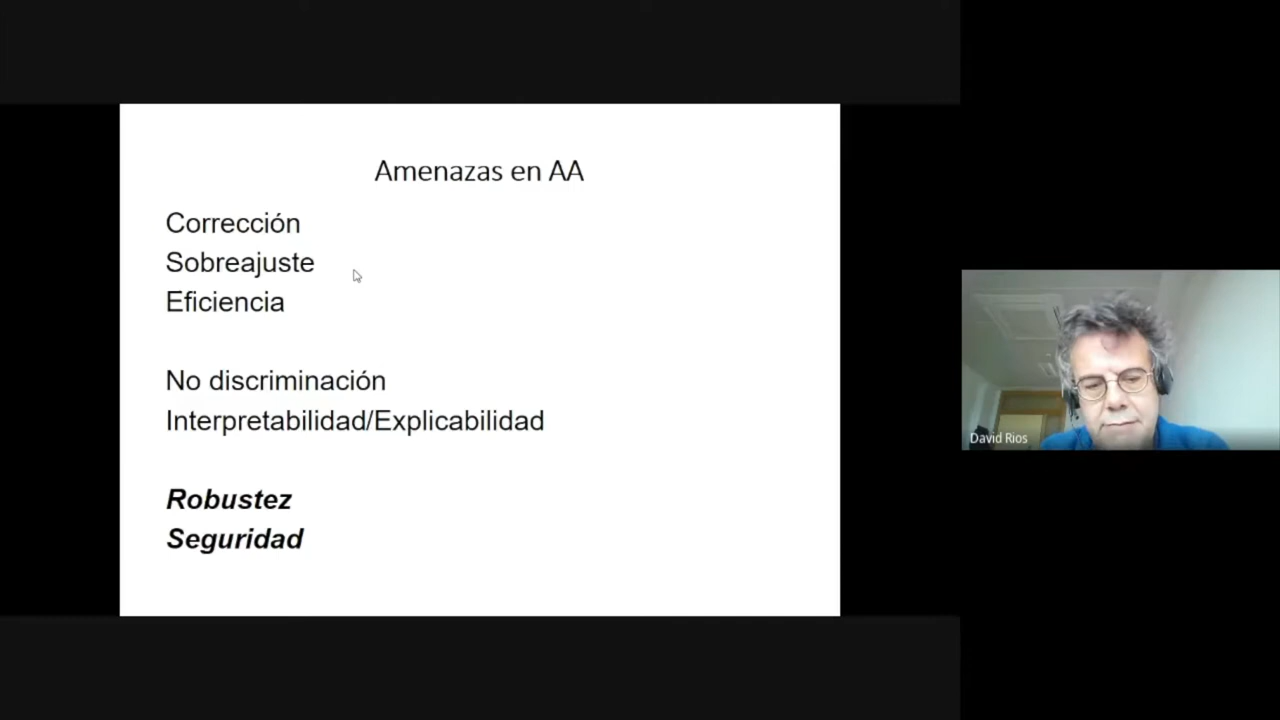 Amenazas en AA
Corrección
Sobreajuste
Eficiencia
No discriminación
Interpretabilidad/Explicabilidad
Robustez
Seguridad
David Rios